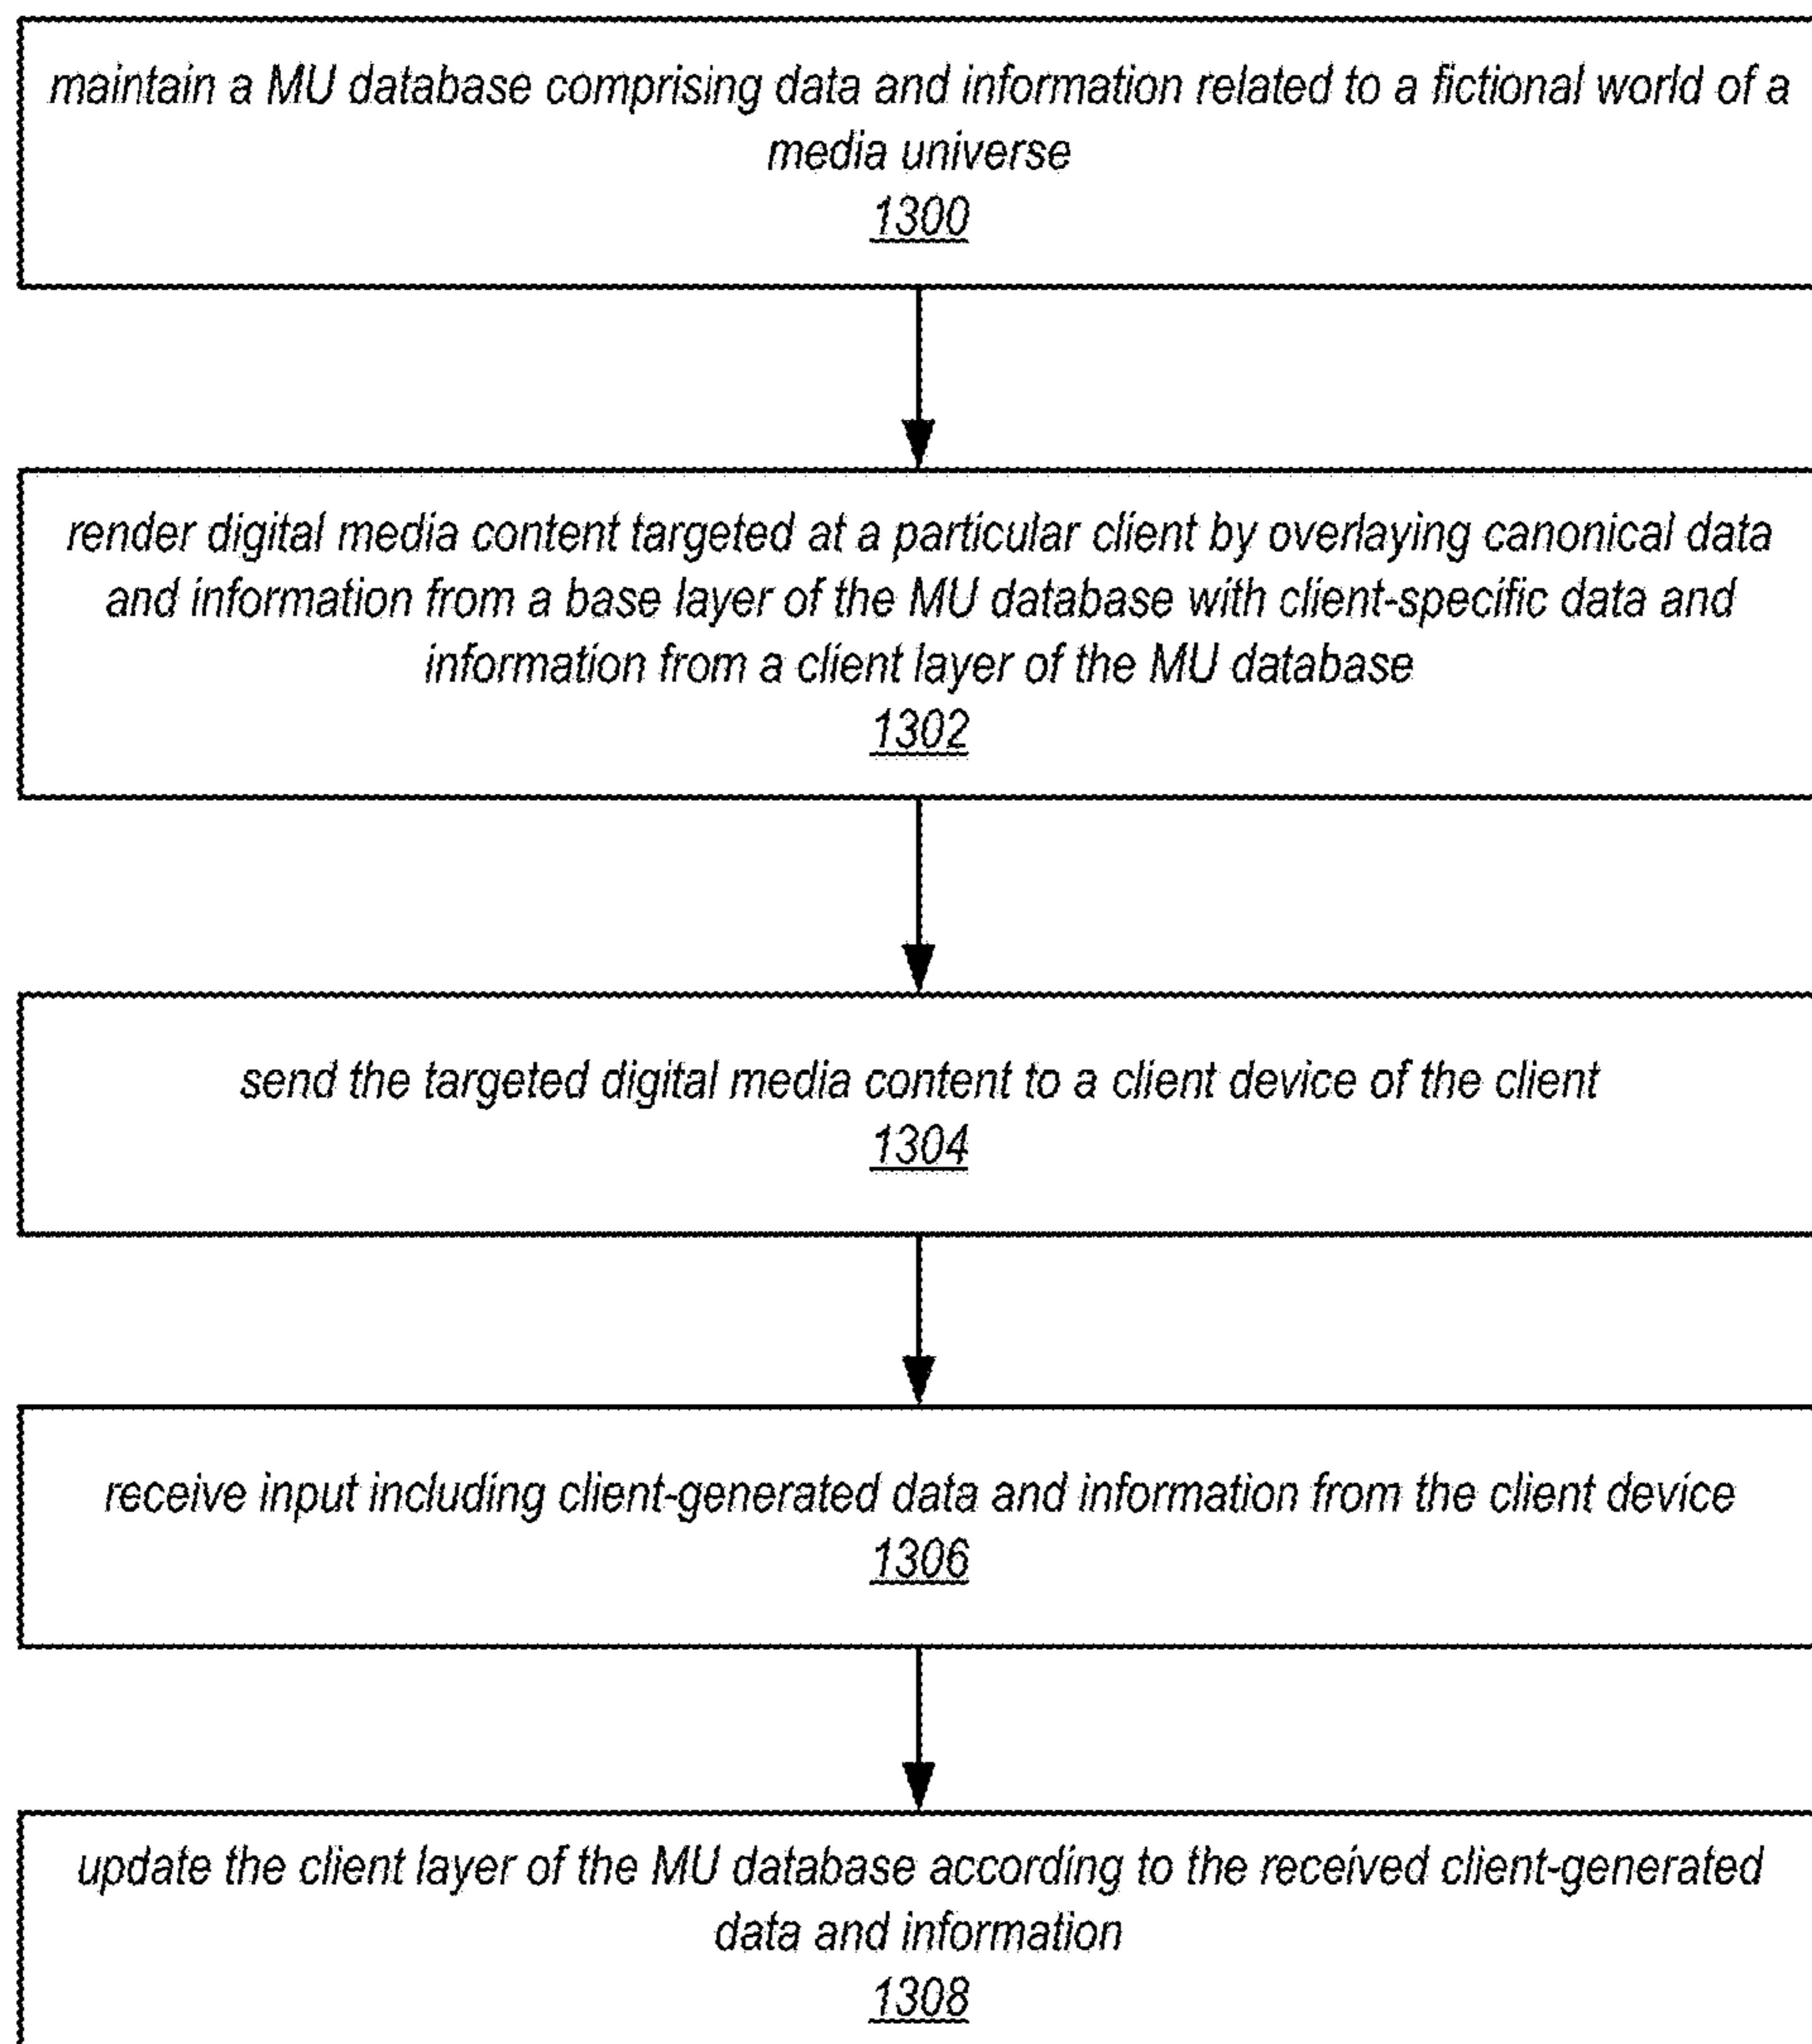 maintain a MU database comprising data and information related to a fictional world of a
media universe
1300
render digital media content targeted at a particular client by overlaying canonical data
and information from a base layer of the MU database with client-specific data and
information from a client layer of the MU database
1302
send the targeted digital media content to a client device of the client
1304
receive input including client-generated data and information from the client device
1306
update the client layer of the MU database according to the received client-generated
data and information
1308